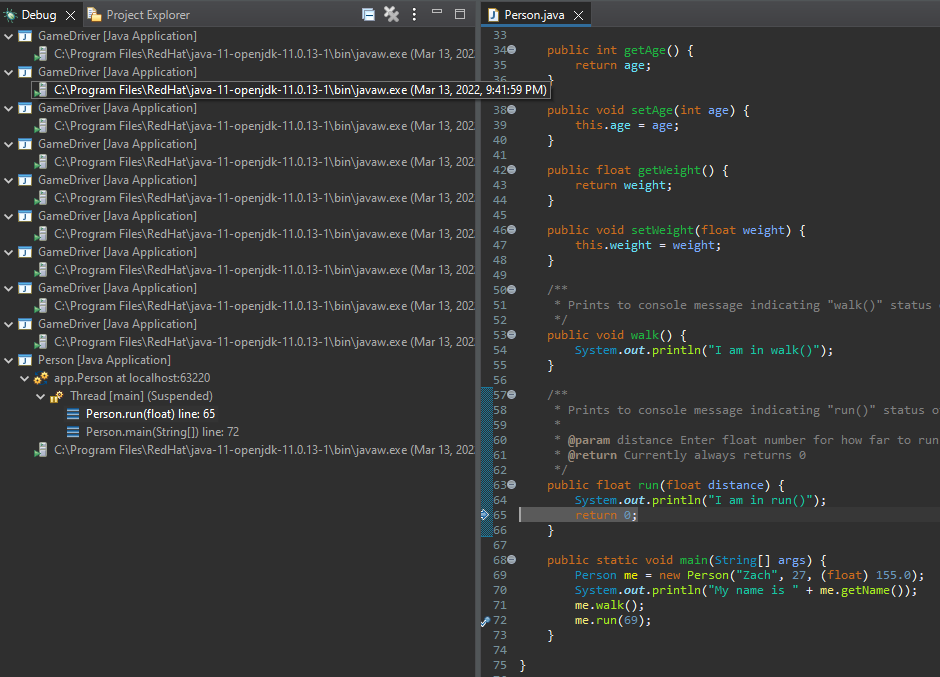 Debug
Project Explorer
GameDriver [Java Application]
C:\Program Files\RedHat\java-11-openjdk-11.0.13-1\bin\javaw.exe (Mar 13, 202
GameDriver [Java Application]
C:\Program Files\RedHat\java-11-openjdk-11.0.13-1\bin\javaw.exe (Mar 13, 2022, 9:41:59 PM)
GameDriver [Java Application]
C:\Program Files\RedHat\java-11-openjdk-11.0.13-1\bin\javaw.exe (Mar 13, 202
GameDriver [Java Application]
C:\Program Files\RedHat\java-11-openjdk-11.0.13-1\bin\javaw.exe (Mar 13, 202
GameDriver [Java Application]
C:\Program Files\RedHat\java-11-openjdk-11.0.13-1\bin\javaw.exe (Mar 13, 202
GameDriver [Java Application]
C:\Program Files\RedHat\java-11-openjdk-11.0.13-1\bin\javaw.exe (Mar 13, 202
GameDriver [Java Application]
C:\Program Files\RedHat\java-11-openjdk-11.0.13-1\bin\javaw.exe (Mar 13, 202
GameDriver [Java Application]
C:\Program Files\RedHat\java-11-openjdk-11.0.13-1\bin\javaw.exe (Mar 13, 202
GameDriver [Java Application]
C:\Program Files\RedHat\java-11-openjdk-11.0.13-1\bin\javaw.exe (Mar 13, 202
Person [Java Application]
app.Person at localhost:63220
Thread [main] (Suspended)
Person.run(float) line: 65
Person.main(String[]) line: 72
C:\Program Files\RedHat\java-11-openjdk-11.0.13-1\bin\javaw.exe (Mar 13, 202
Person.java
33
34 public int getAge() {
35 return age;
36 }
38 public void setAge(int age) {
39 this.age = age;
40 }
41
42 public float getWeight() {
43 return weight;
44 }
45
46 public void setWeight(float weight) {
47 this.weight = weight;
48 }
49
50 /**
51 * Prints to console message indicating "walk()" status
52 */
53 public void walk() {
54 System.out.println("I am in walk()");
55 }
56
57 /**
58 * Prints to console message indicating "run()" status o
59 *
60 * @param distance Enter float number for how far to run
61 * @return Currently always returns 0
62 */
63 public float run(float distance) {
64 System.out.println("I am in run()");
65 return 0;
66 }
67
68 public static void main(String[] args) {
69 Person me = new Person("Zach", 27, (float) 155.0);
70 System.out.println("My name is " + me.getName());
71 me.walk();
72 me.run(69);
73 }
74
75 }